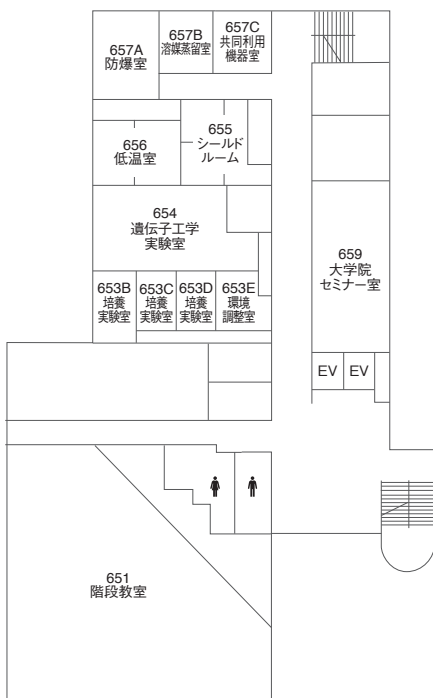 657A
防爆室
657B
溶媒蒸留室
657C
共同利用
機器室
656
低温室
655
シールド
ルーム
654
遺伝子工学
実験室
659
大学院
セミナー室
653B
培養
実験室
653C
培養
実験室
653D
培養
実験室
653E
環境
調整室
EV
EV
651
階段教室